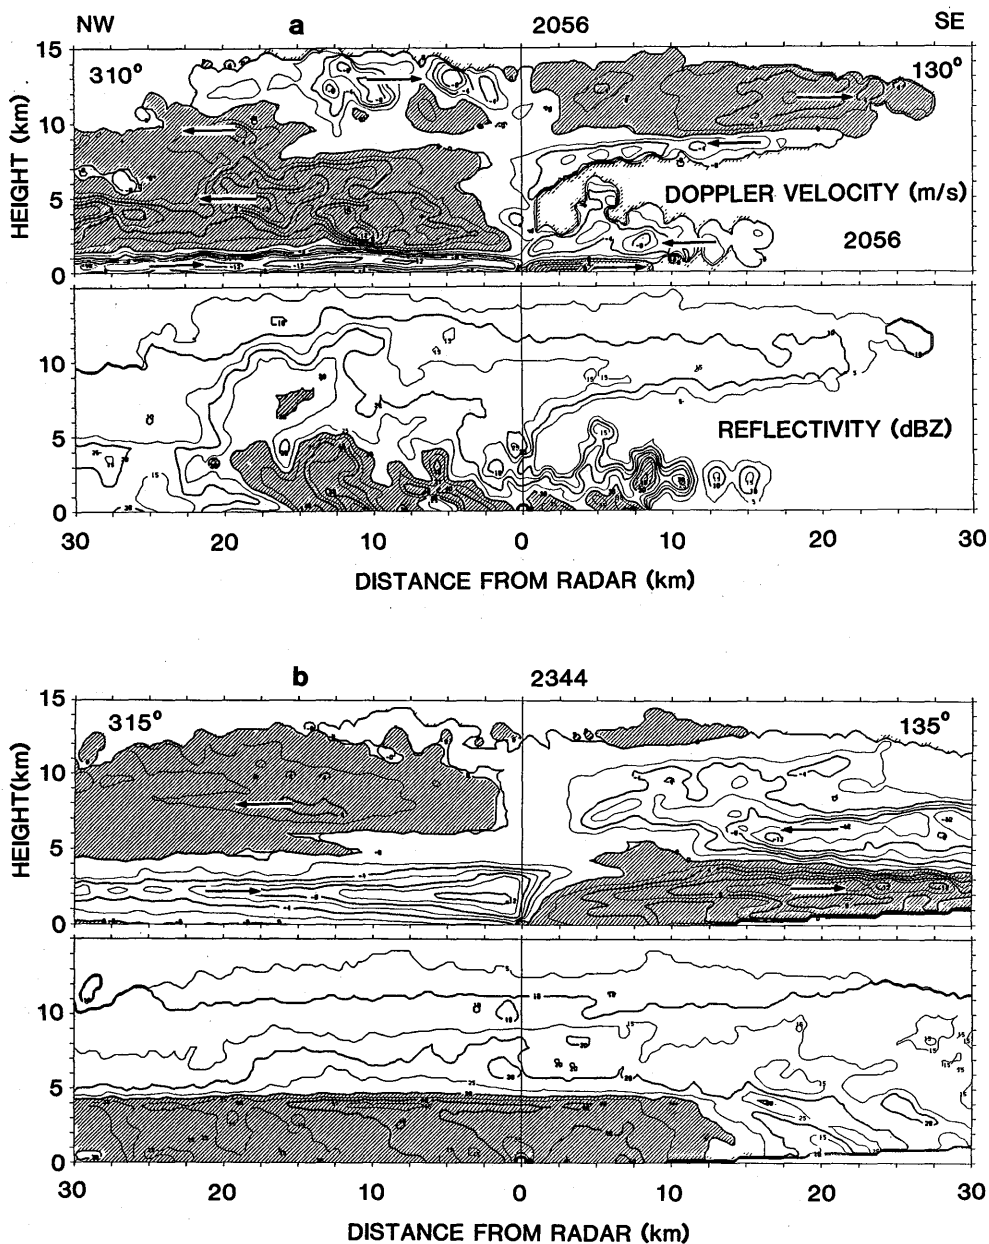 NW a 2056 SE
15
310° 130°
10
HEIGHT (km)
5
DOPPLER VELOCITY (m/s)
2056
0
10
5
REFLECTIVITY (dBZ)
0
30 20 10 0 10 20 30
DISTANCE FROM RADAR (km)
b 2344
15
315° 135°
10
HEIGHT(km)
5
0
10
5
0
30 20 10 0 10 20 30
DISTANCE FROM RADAR (km)